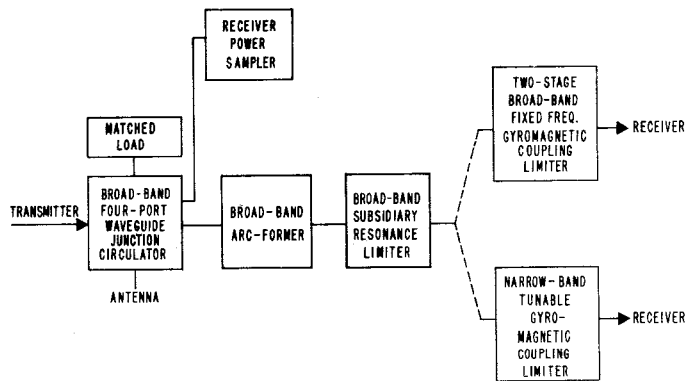 RECEIVER
POWER
SAMPLER
MATCHED
LOAD
TRANSMITTER
BROAD-BAND
FOUR-PORT
WAVEGUIDE
JUNCTION
CIRCULATOR
ANTENNA
BROAD-BAND
ARC-FORMER
BROAD-BAND
SUBSIDIARY
RESONANCE
LIMITER
TWO-STAGE
BROAD-BAND
FIXED FREQ.
GYROMAGNETIC
COUPLING
LIMITER
RECEIVER
NARROW-BAND
TUNABLE
GYRO-
MAGNETIC
COUPLING
LIMITER
RECEIVER